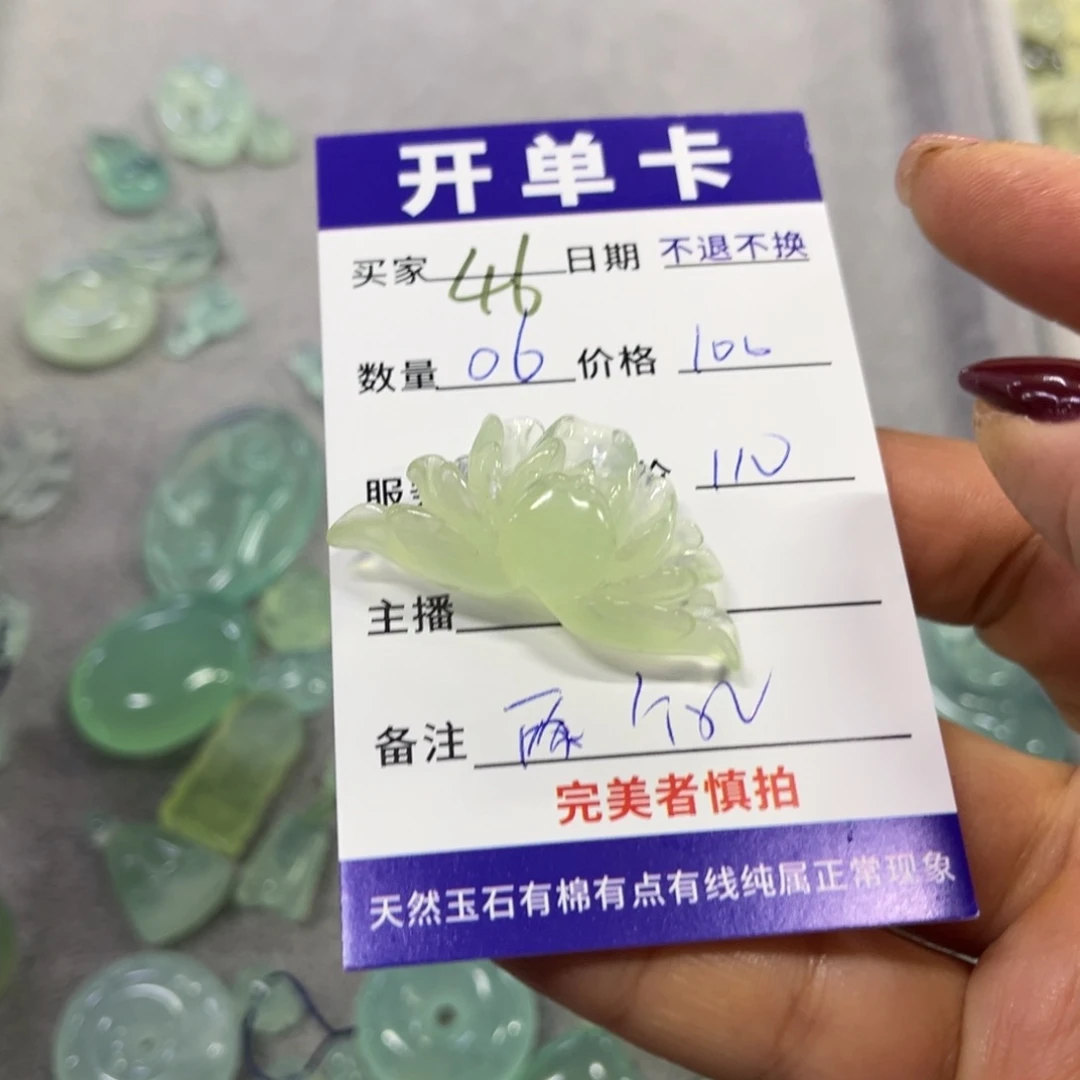 开单卡
买家 46 日期 不退不换
数量 06 价格
服 110
主播
备注
完美者慎拍
天然玉石有棉有点有线纯属正常现象